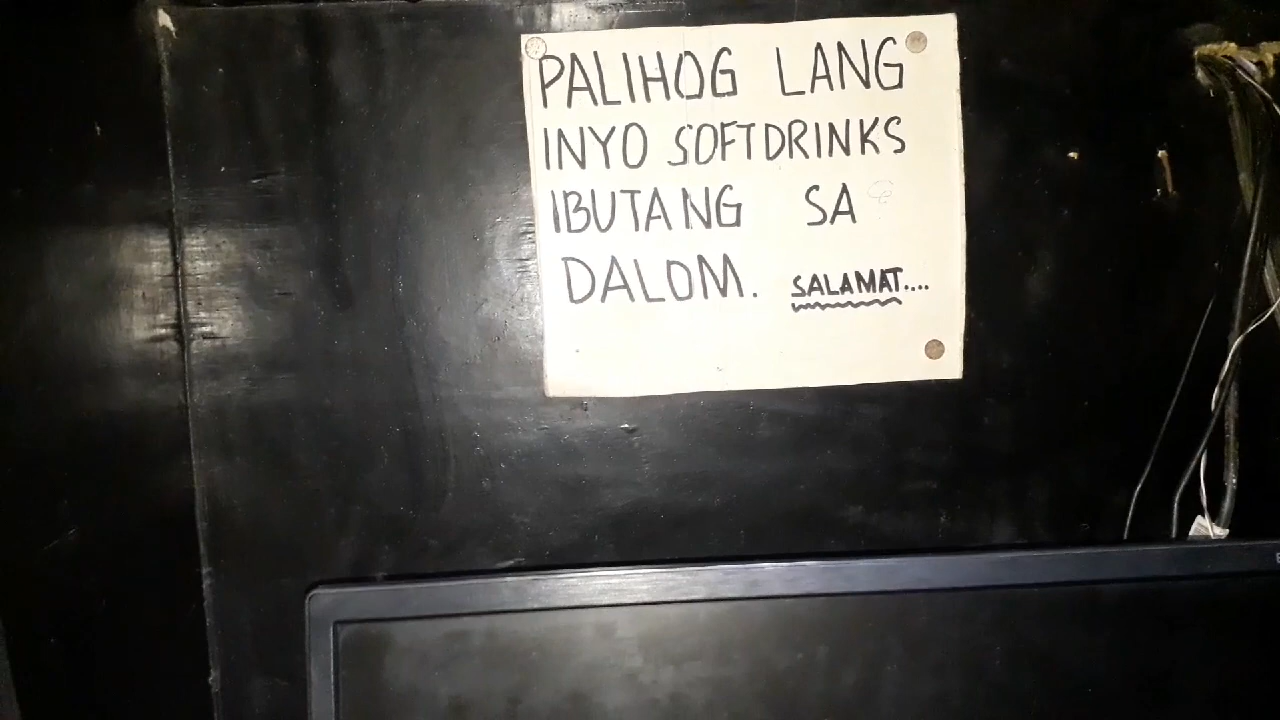 PALIHOG LANG
INYO SOFTDRINKS
IBUTANG SA
DALOM. SALAMAT....